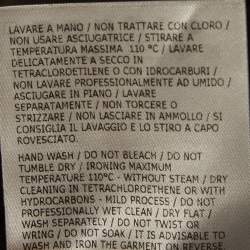 LAVARE A MANO / NON TRATTARE CON CLORO /
NON USARE ASCIUGATRICE / STIRARE A
TEMPERATURA MASSIMA 110 °C / LAVARE
DELICATAMENTE A SECCO IN
TETRACLOROETILENE O CON IDROCARBURI /
NON LAVARE PROFESSIONALMENTE AD UMIDO /
ASCIUGARE IN PIANO / LAVARE
SEPARATAMENTE / NON TORCERE O
STRIZZARE / NON LASCIARE IN AMMOLLO / SI
CONSIGLIA IL LAVAGGIO E LO STIRO A CAPO
ROVESCIATO.
HAND WASH / DO NOT BLEACH / DO NOT
TUMBLE DRY / IRONING MAXIMUM
TEMPERATURE 110°C - WITHOUT STEAM / DRY
CLEANING IN TETRACHLOROETHENE OR WITH
HYDROCARBONS - MILD PROCESS / DO NOT
PROFESSIONALLY WET CLEAN / DRY FLAT /
WASH SEPARATELY / DO NOT TWIST OR
WRING / DO NOT SOAK / IT IS ADVISABLE TO
WASH AND IRON THE GARMENT ON REVERSE